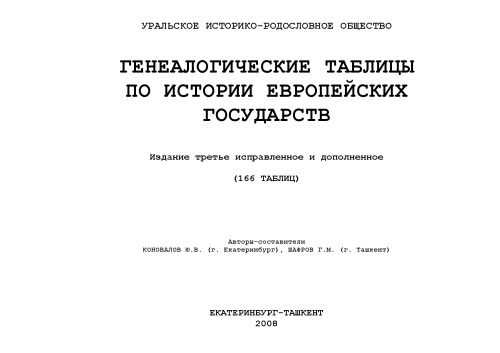 УРАЛЬСКОЕ ИСТОРИКО-РОДОСЛОВНОЕ ОБЩЕСТВО
ГЕНЕАЛОГИЧЕСКИЕ ТАБЛИЦЫ
ПО ИСТОРИИ ЕВРОПЕЙСКИХ
ГОСУДАРСТВ
Издание третье исправленное и дополненное
(166 ТАБЛИЦ)
Авторы-составители
КОНОВАЛОВ Ю.В. (г. Екатеринбург), ШАФРОВ Г.М. (г. Ташкент)
ЕКАТЕРИНБУРГ-ТАШКЕНТ
2008